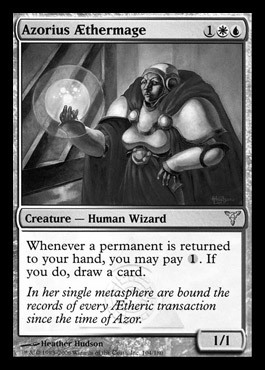 Azorius Æthermage 1
Creature — Human Wizard
Whenever a permanent is returned
to your hand, you may pay 1. If
you do, draw a card.
In her single metasphere are bound the
records of every Ætheric transaction
since the time of Azor.
Heather Hudson
1/1